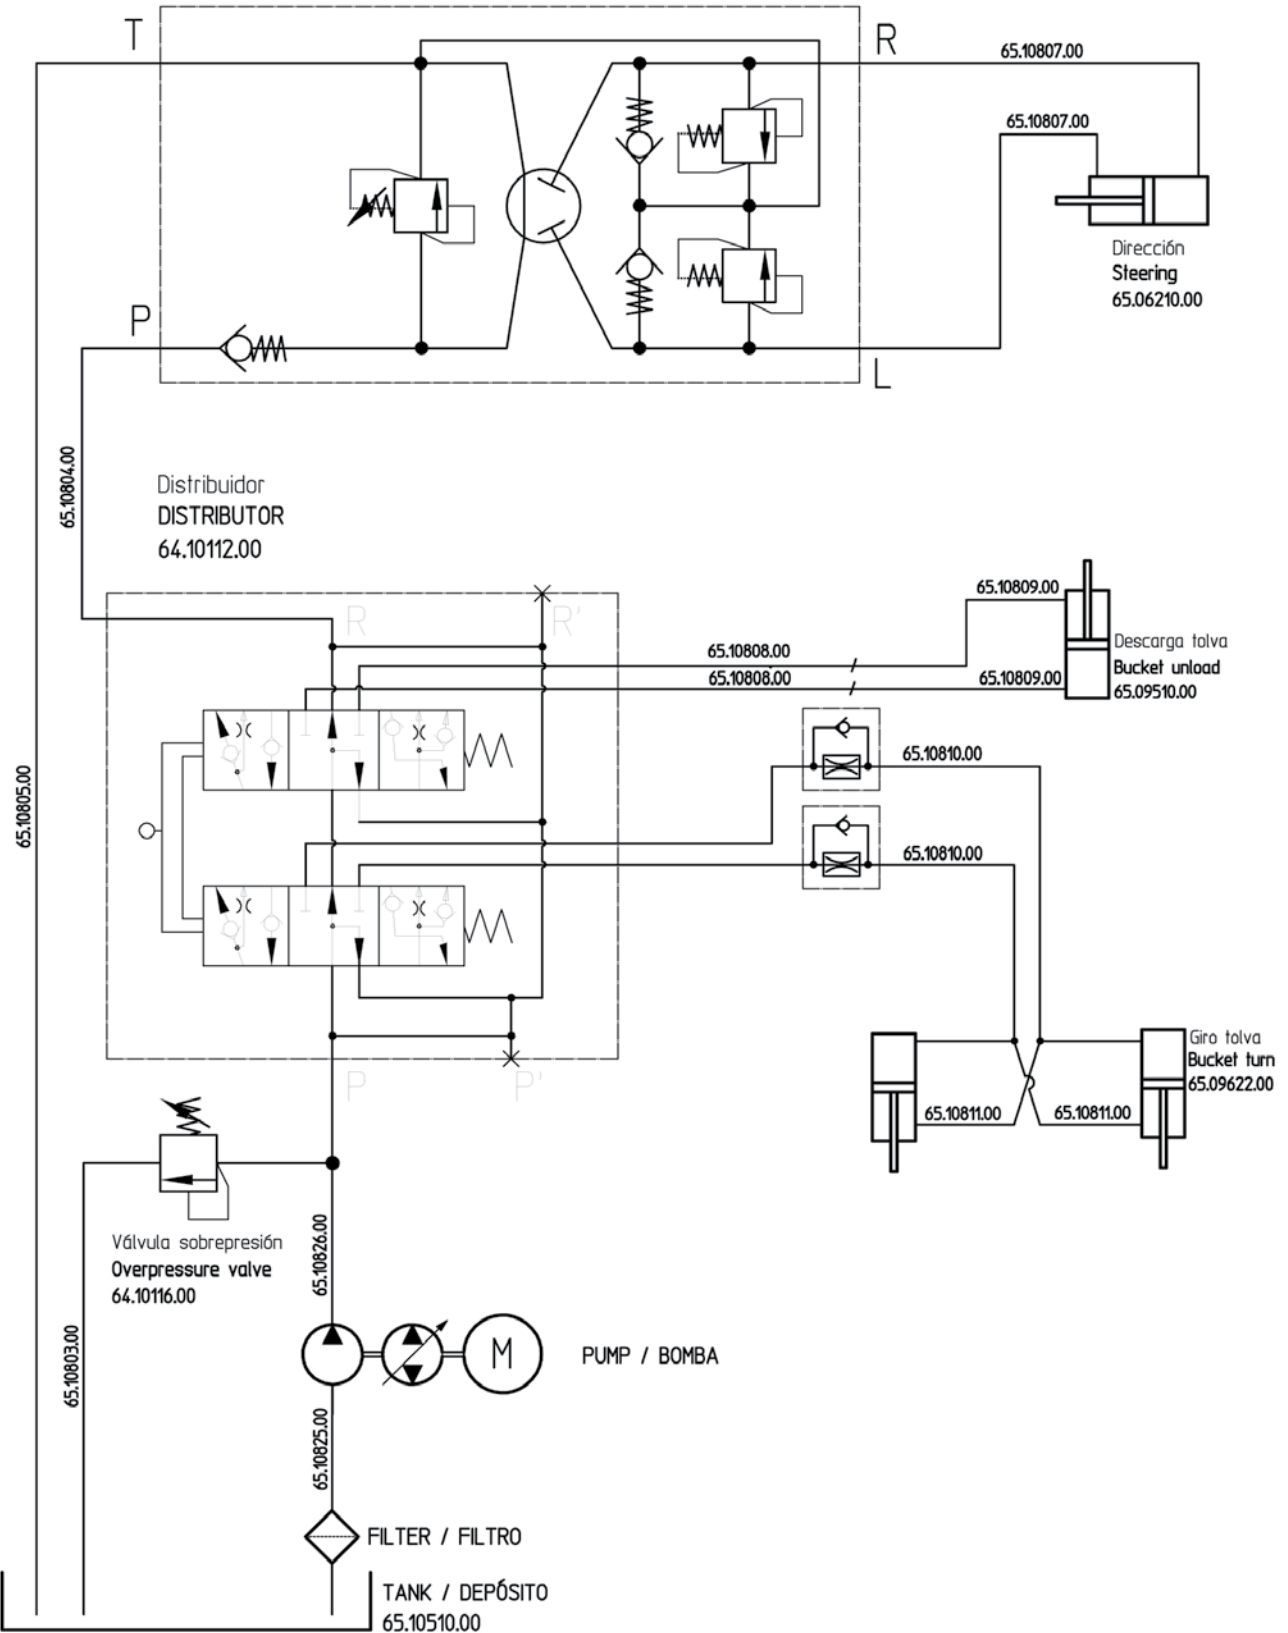 T
R
65.10807.00
65.10807.00
Dirección
Steering
65.06210.00
P
L
65.10804.00
Distribuidor
DISTRIBUTOR
64.10112.00
R
R'
65.10809.00
65.10808.00
65.10808.00
65.10809.00
Descarga tolva
Bucket unload
65.09510.00
65.10805.00
65.10810.00
65.10810.00
P
P'
Giro tolva
Bucket turn
65.09622.00
65.10811.00
65.10811.00
Válvula sobrepresión
Overpressure valve
64.10116.00
65.10826.00
65.10803.00
M
PUMP / BOMBA
65.10825.00
FILTER / FILTRO
TANK / DEPÓSITO
65.10510.00